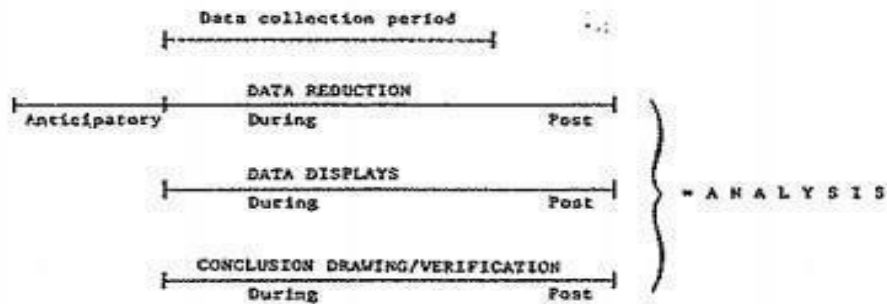 Data collection period
DATA REDUCTION
Anticipatory During Post
DATA DISPLAYS
During Post
= A N A L Y S I S
CONCLUSION DRAWING/VERIFICATION
During Post